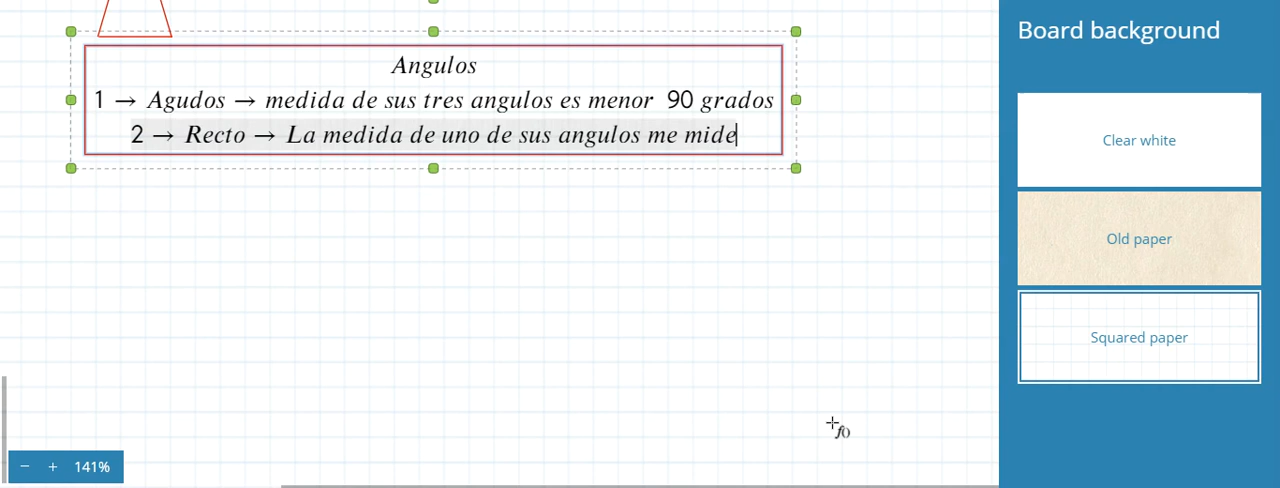 Angulos
1 → Agudos → medida de sus tres angulos es menor 90 grados
2 → Recto → La medida de uno de sus angulos me mide
Board background
Clear white
Old paper
Squared paper
f()
− + 141%